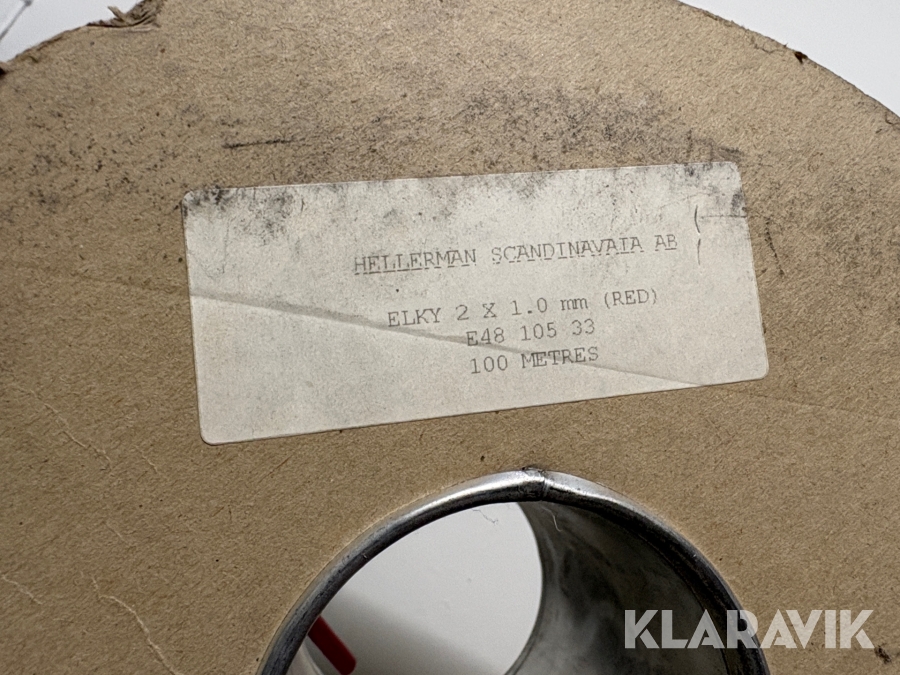 HELLERMAN SCANDINAVAIA AB
ELKY 2 X 1.0 mm (RED)
E48 105 33
100 METRES
KLARAVIK